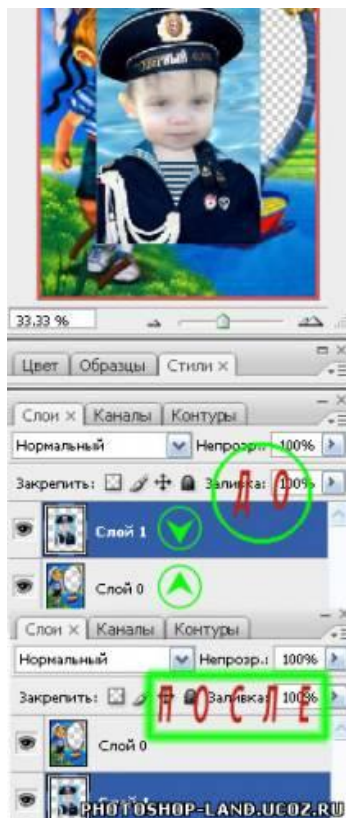 33.33 %
Цвет Образцы Стили ×
Слои × Каналы Контуры
Нормальный Непрозр.: 100%
Закрепить: Заливка: 100%
ДО
Слой 1
Слой 0
Слои × Каналы Контуры
Нормальный Непрозр.: 100%
Закрепить: Заливка: 100%
ПОСЛЕ
Слой 0
PHOTOSHOP-LAND.UCOZ.RU